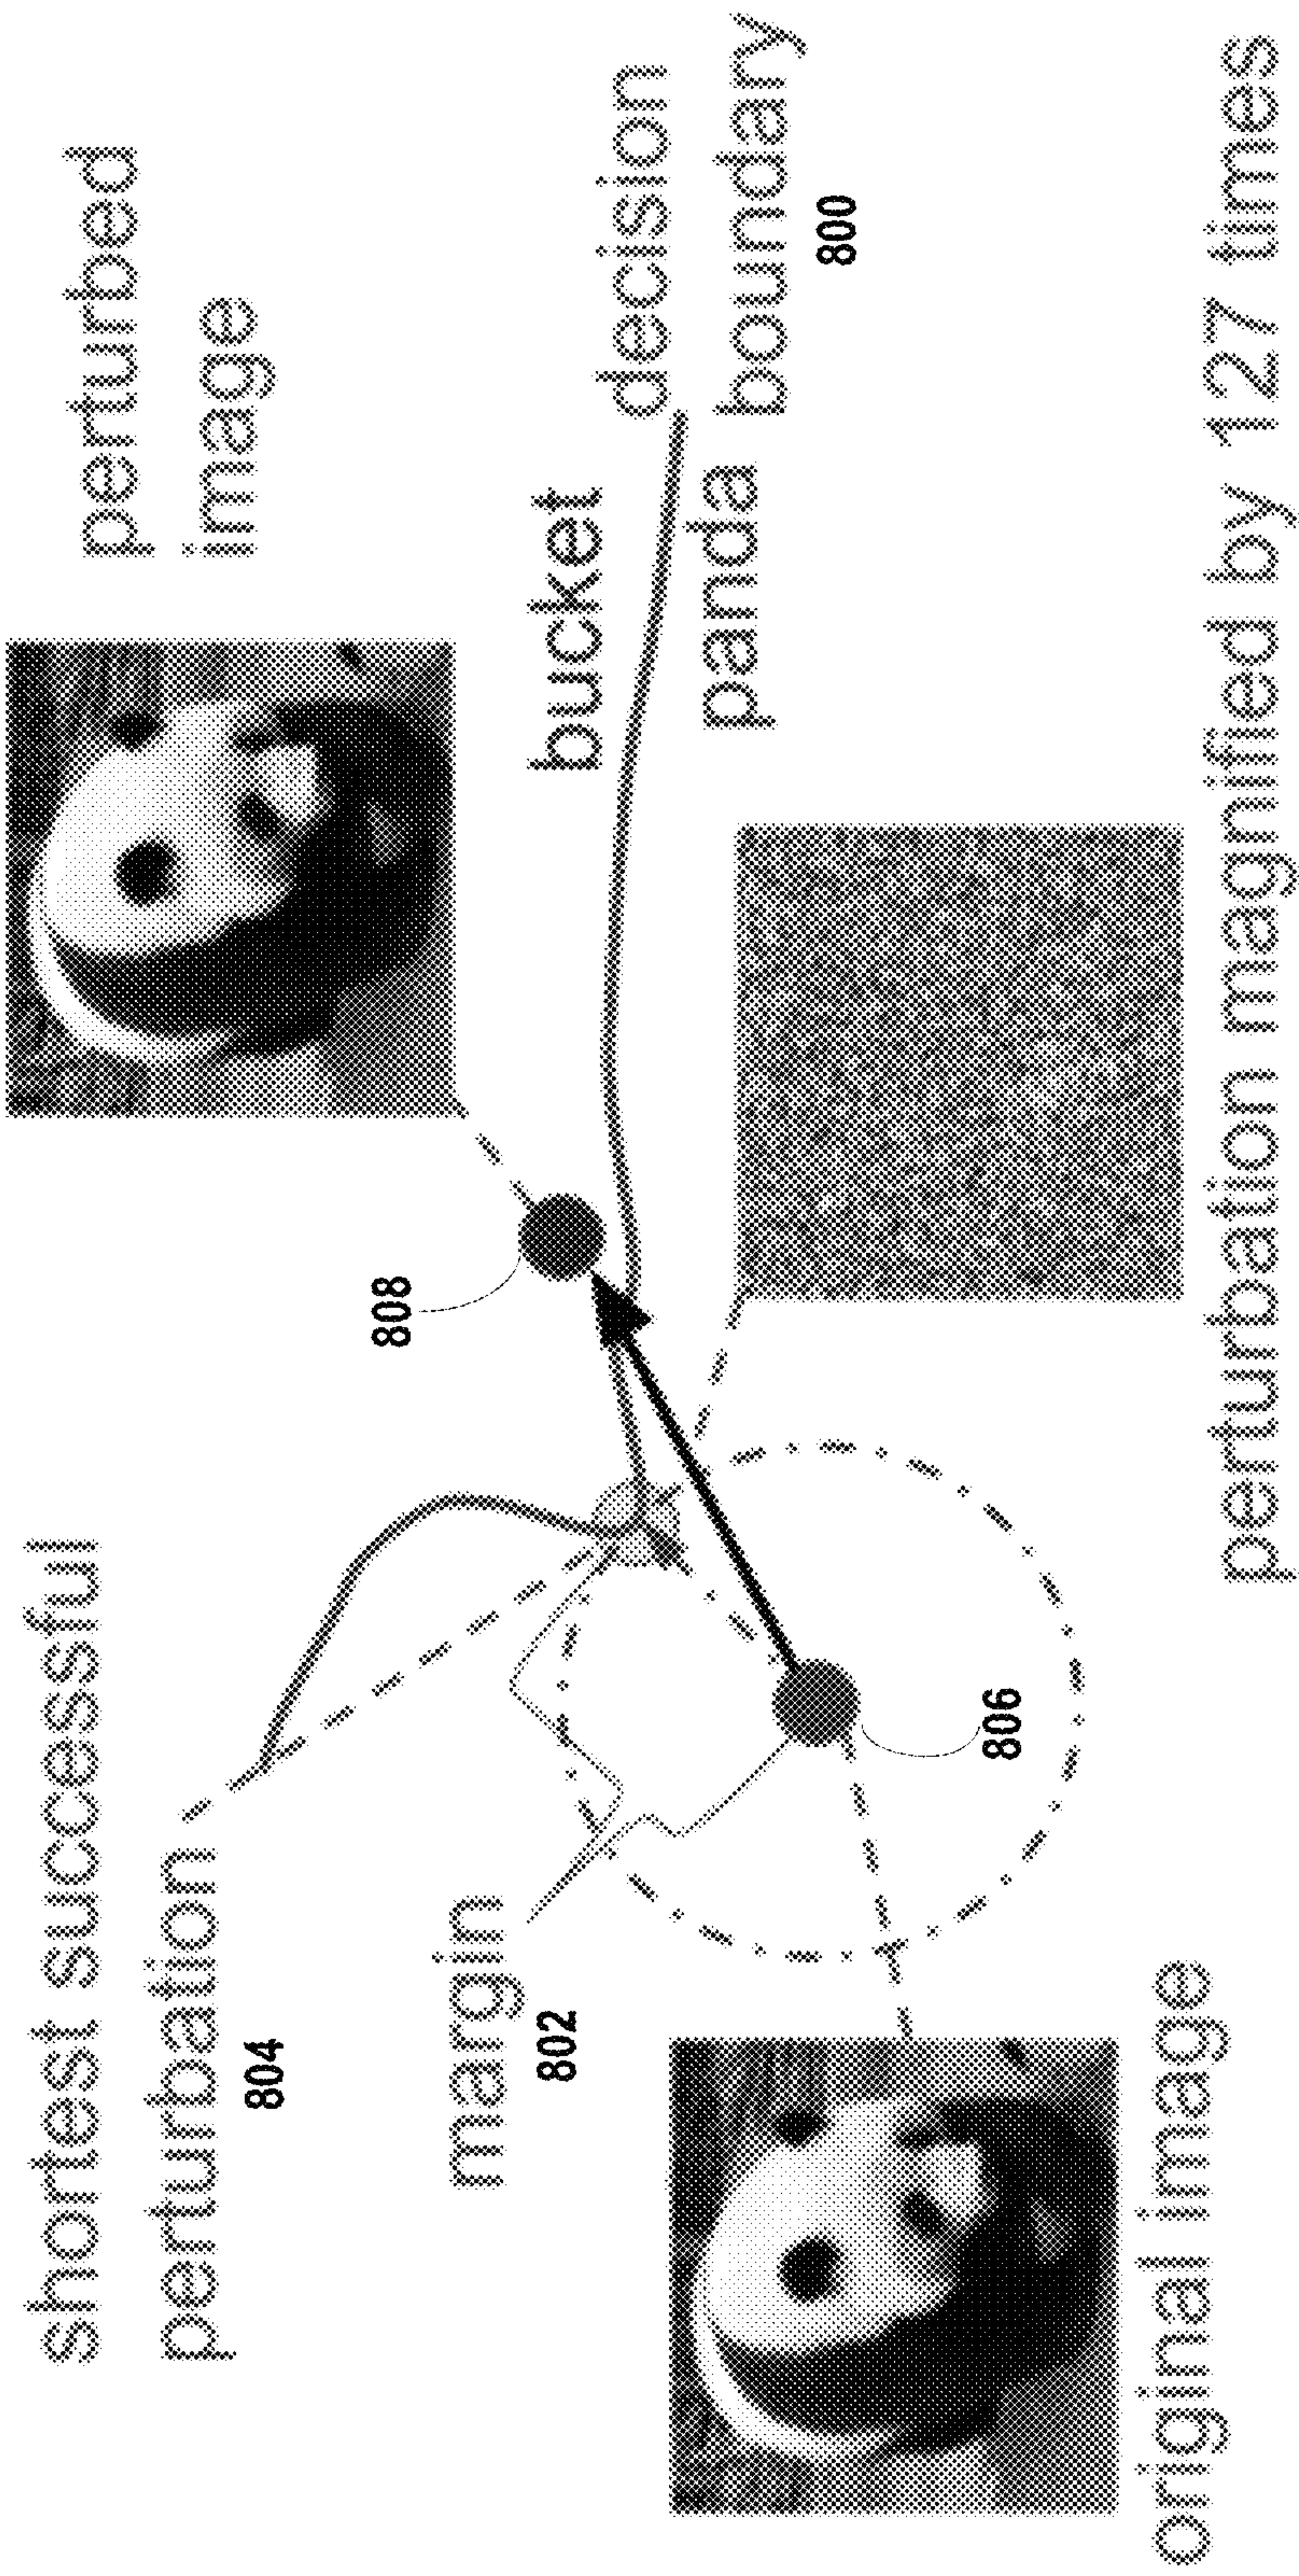 shortest successful
perturbation
804
margin
802
original image
806
808
perturbed
image
bucket
panda
decision
boundary
800
perturbation magnified by 127 times